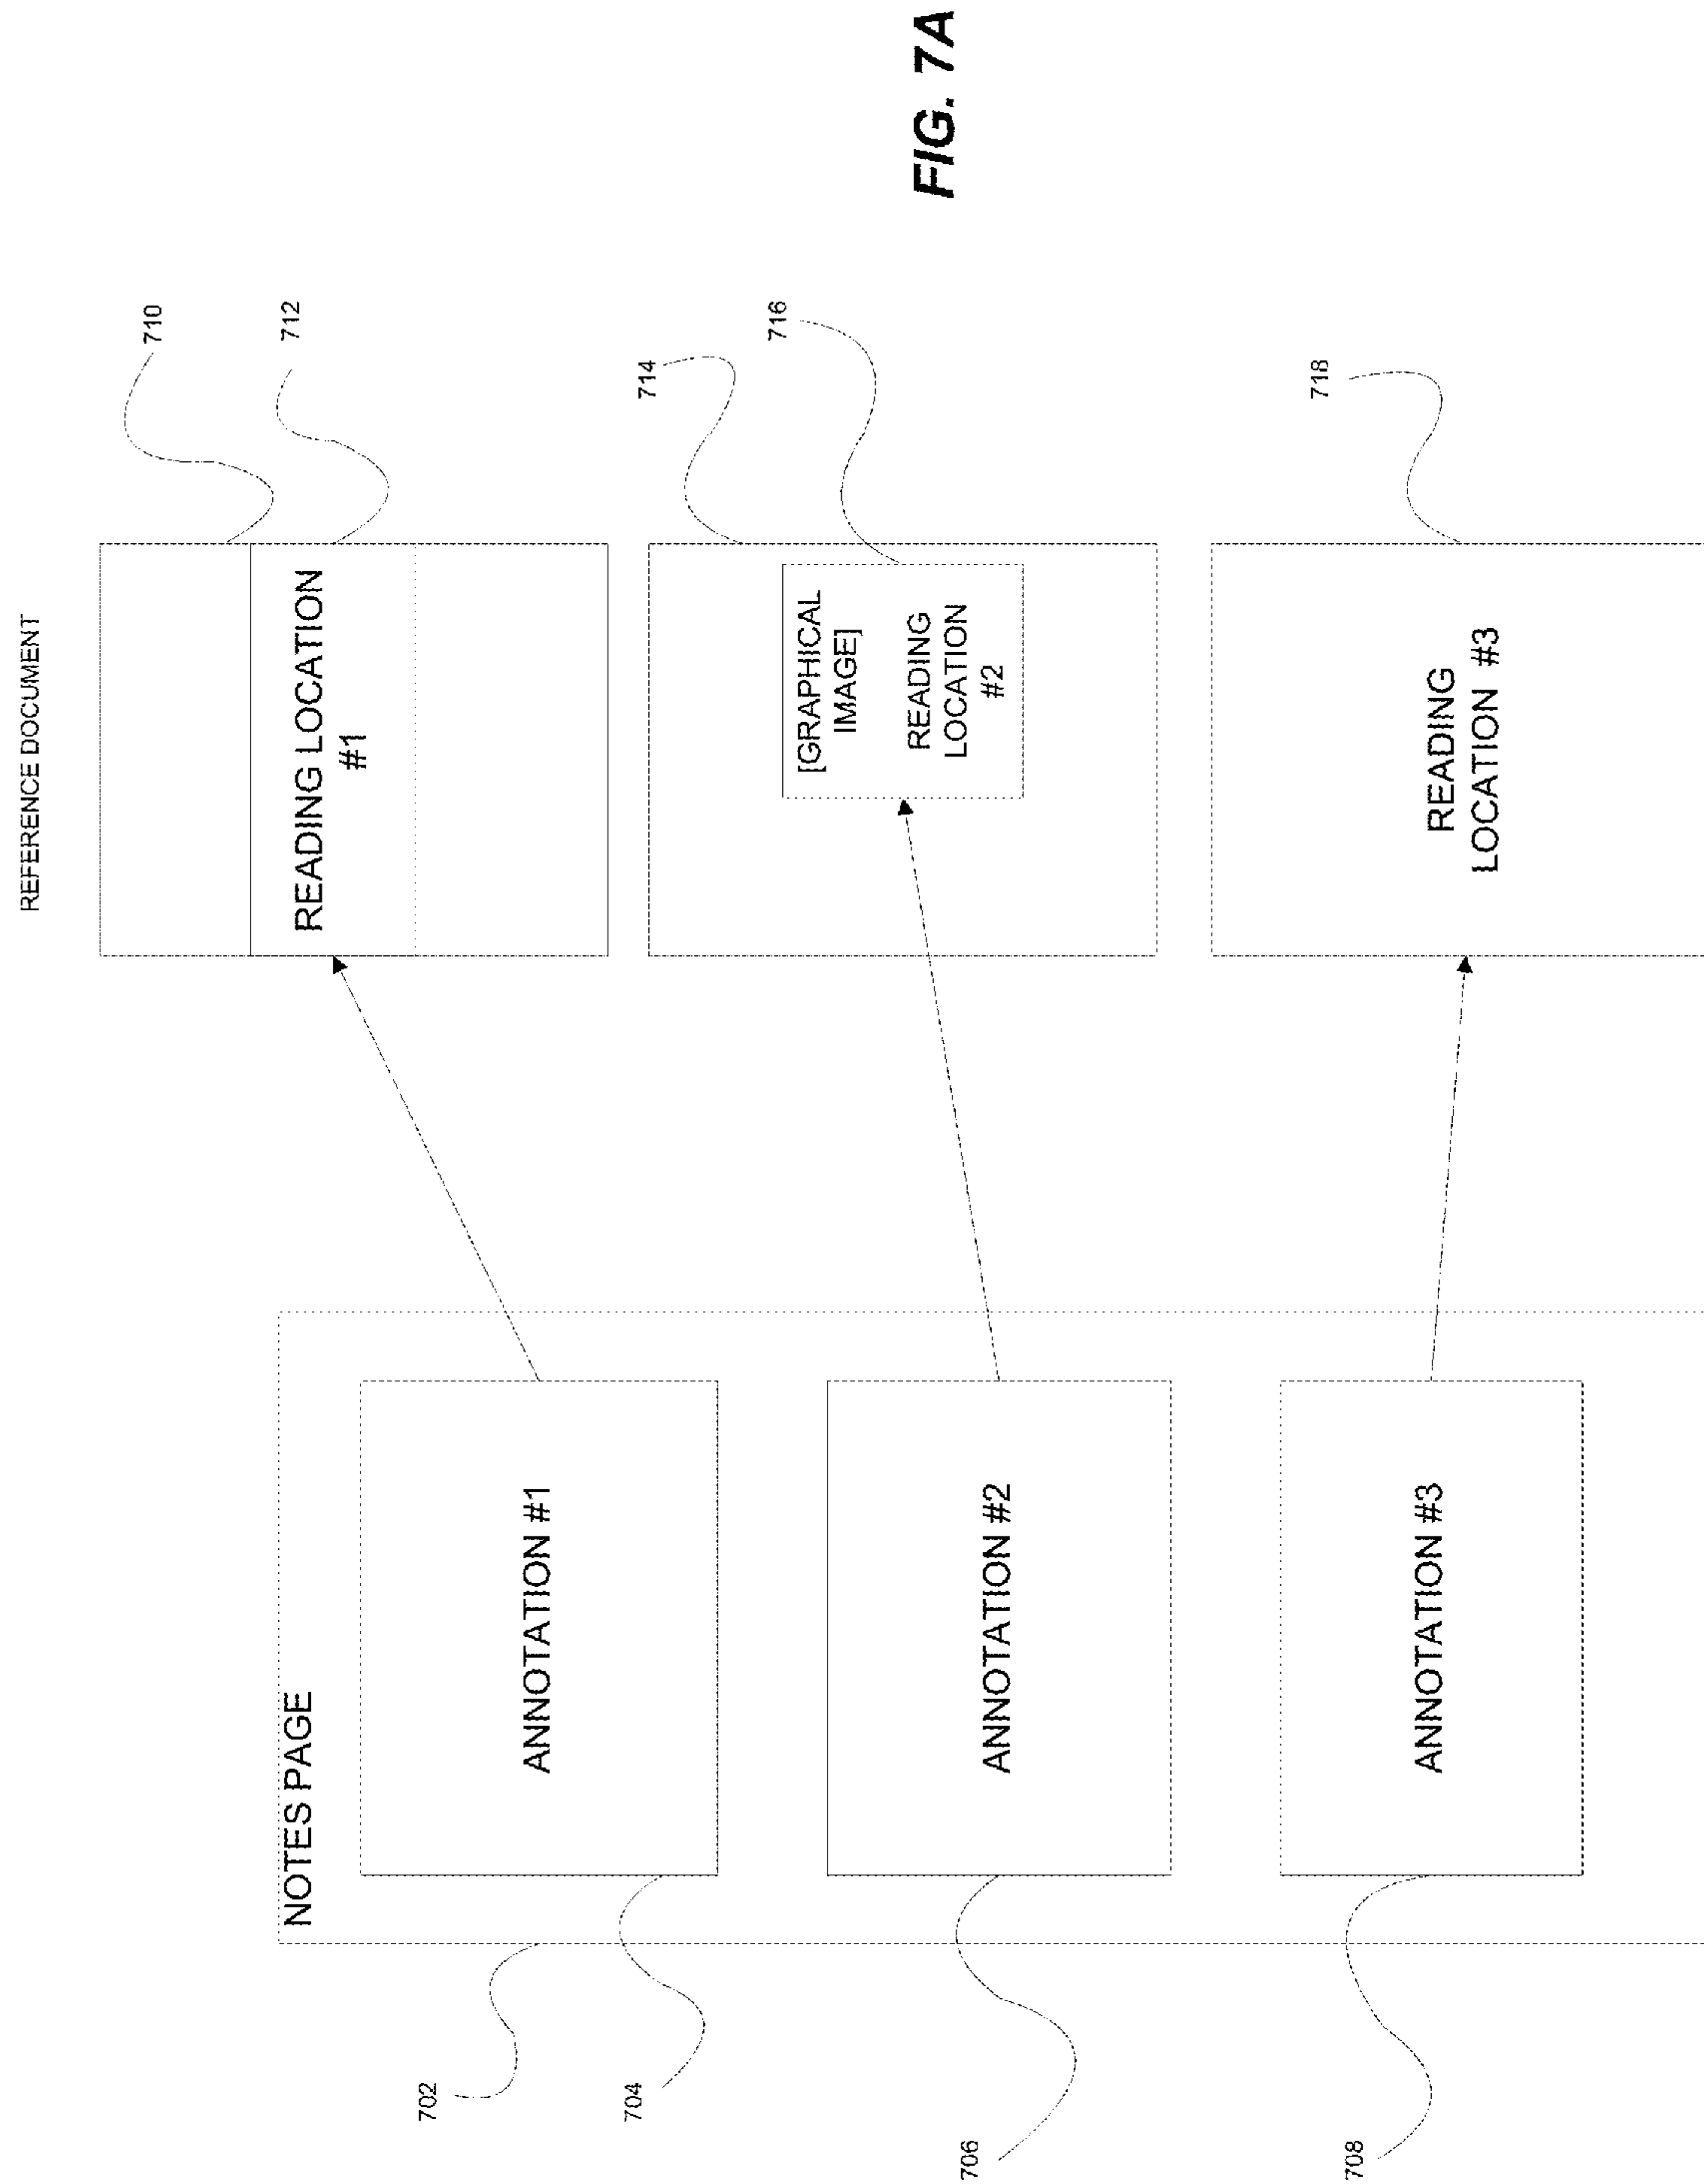 REFERENCE DOCUMENT
NOTES PAGE
702
704
ANNOTATION #1
706
ANNOTATION #2
708
ANNOTATION #3
710
READING LOCATION
#1
712
714
[GRAPHICAL
IMAGE]
READING
LOCATION
#2
716
READING
LOCATION #3
718
FIG. 7A